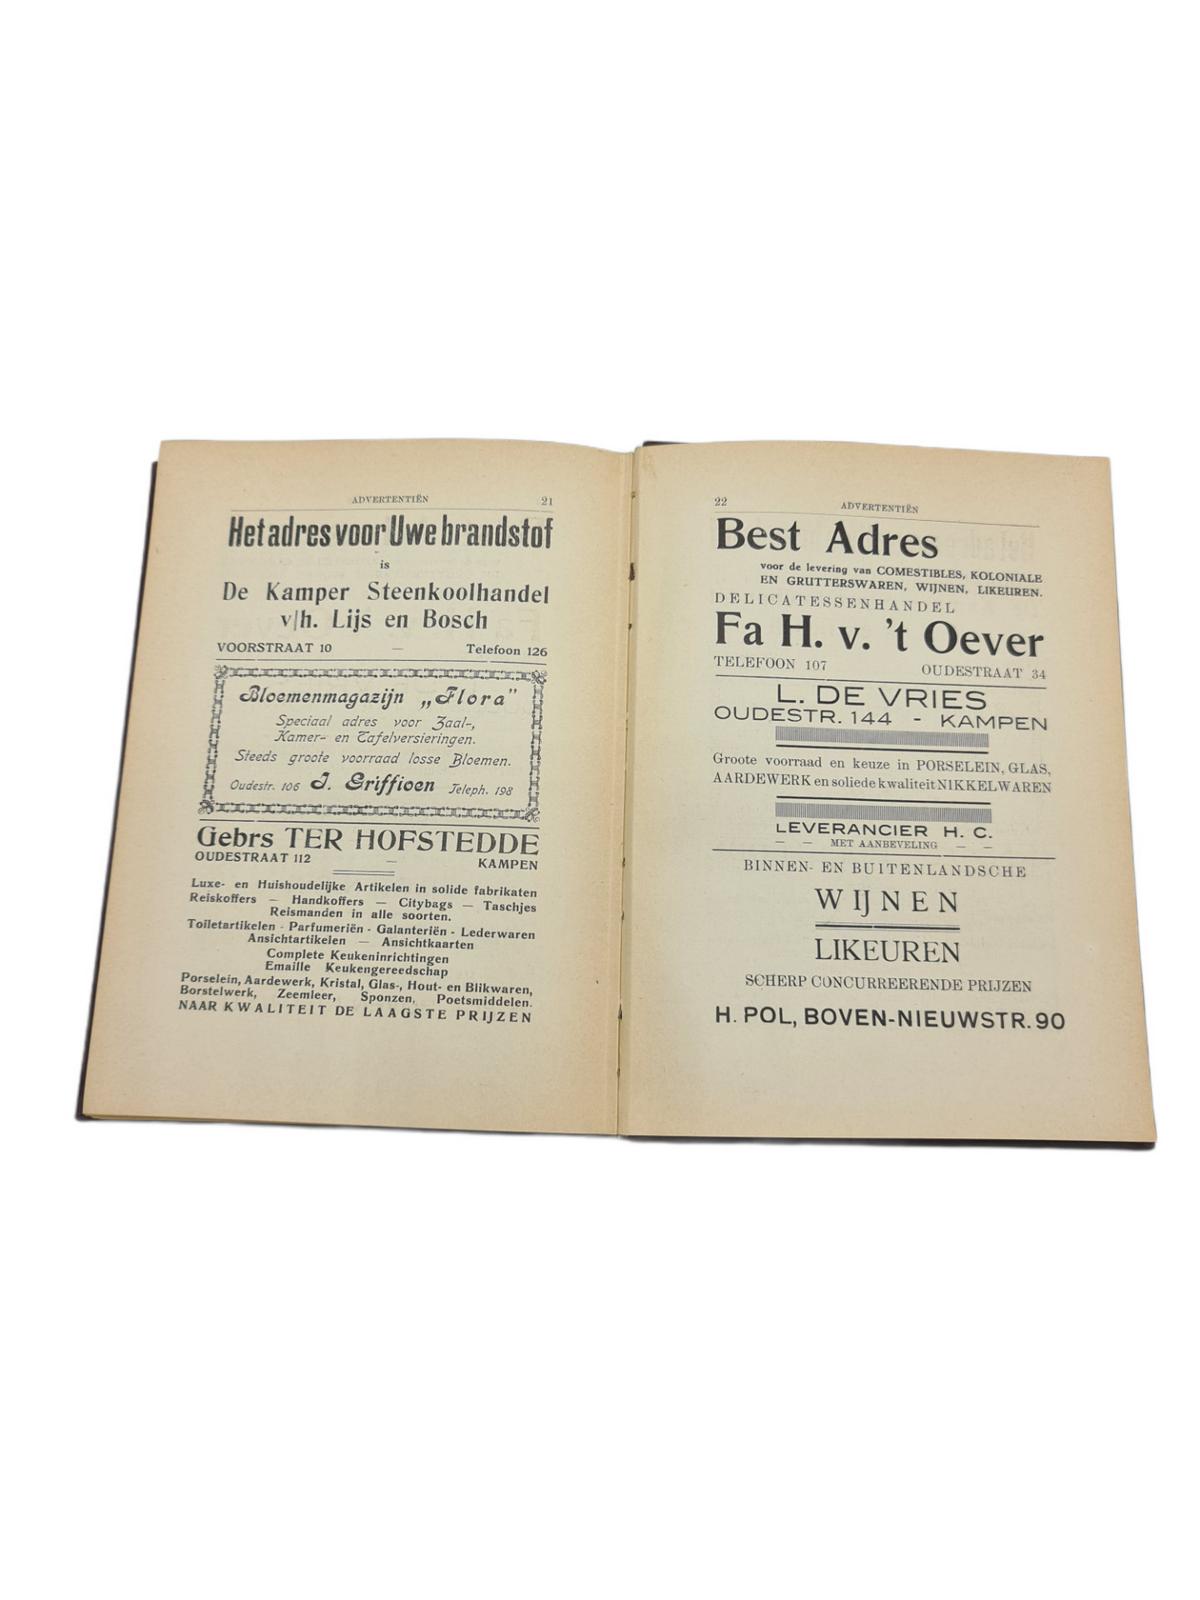 ADVERTENTIËN 21
Het adres voor Uwe brandstof
is
De Kamper Steenkoolhandel
v/h. Lijs en Bosch
VOORSTRAAT 10 — Telefoon 126
Bloemenmagazijn „Flora”
Speciaal adres voor Zaal-,
Kamer- en Tafelversieringen.
Steeds groote voorraad losse Bloemen.
Oudestr. 106 J. Griffioen Teleph. 198
Gebrs TER HOFSTEDDE
OUDESTRAAT 112 — KAMPEN
Luxe- en Huishoudelijke Artikelen in solide fabrikaten
Reiskoffers — Handkoffers — Citybags — Taschjes
Reismanden in alle soorten.
Toiletartikelen - Parfumeriën - Galanteriën - Lederwaren
Ansichtartikelen — Ansichtkaarten
Complete Keukeninrichtingen
Emaille Keukengereedschap
Porselein, Aardewerk, Kristal, Glas-, Hout- en Blikwaren,
Borstelwerk, Zeemleer, Sponzen, Poetsmiddelen.
NAAR KWALITEIT DE LAAGSTE PRIJZEN
22 ADVERTENTIËN
Best Adres
voor de levering van COMESTIBLES, KOLONIALE
EN GRUTTERSWAREN, WIJNEN, LIKEUREN.
DELICATESSENHANDEL
Fa H. v. 't Oever
TELEFOON 107 OUDESTRAAT 34
L. DE VRIES
OUDESTR. 144 - KAMPEN
Groote voorraad en keuze in PORSELEIN, GLAS,
AARDEWERK en soliede kwaliteit NIKKELWAREN
LEVERANCIER H. C.
— — MET AANBEVELING — —
BINNEN- EN BUITENLANDSCHE
WIJNEN
LIKEUREN
SCHERP CONCURREERENDE PRIJZEN
H. POL, BOVEN-NIEUWSTR. 90